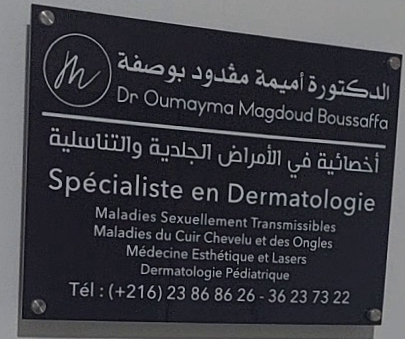 الدكتورة أميمة مقدود بوصفة
Dr Oumayma Magdoud Boussaffa
أخصائية في الأمراض الجلدية والتناسلية
Spécialiste en Dermatologie
Maladies Sexuellement Transmissibles
Maladies du Cuir Chevelu et des Ongles
Médecine Esthétique et Lasers
Dermatologie Pédiatrique
Tél : (+216) 23 86 86 26 - 36 23 73 22